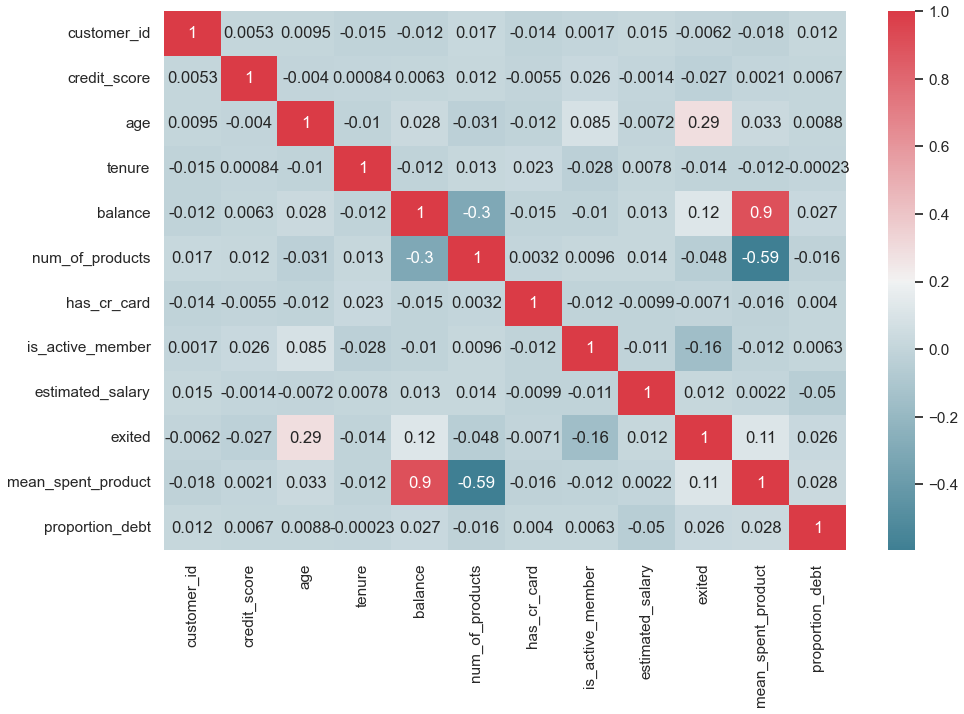 customer_id 1 0.0053 0.0095 -0.015 -0.012 0.017 -0.014 0.0017 0.015 -0.0062 -0.018 0.012
credit_score 0.0053 1 -0.004 0.00084 0.0063 0.012 -0.0055 0.026 -0.0014 -0.027 0.0021 0.0067
age 0.0095 -0.004 1 -0.01 0.028 -0.031 -0.012 0.085 -0.0072 0.29 0.033 0.0088
tenure -0.015 0.00084 -0.01 1 -0.012 0.013 0.023 -0.028 0.0078 -0.014 -0.012 -0.00023
balance -0.012 0.0063 0.028 -0.012 1 -0.3 -0.015 -0.01 0.013 0.12 0.9 0.027
num_of_products 0.017 0.012 -0.031 0.013 -0.3 1 0.0032 0.0096 0.014 -0.048 -0.59 -0.016
has_cr_card -0.014 -0.0055 -0.012 0.023 -0.015 0.0032 1 -0.012 -0.0099 -0.0071 -0.016 0.004
is_active_member 0.0017 0.026 0.085 -0.028 -0.01 0.0096 -0.012 1 -0.011 -0.16 -0.012 0.0063
estimated_salary 0.015 -0.0014 -0.0072 0.0078 0.013 0.014 -0.0099 -0.011 1 0.012 0.0022 -0.05
exited -0.0062 -0.027 0.29 -0.014 0.12 -0.048 -0.0071 -0.16 0.012 1 0.11 0.026
mean_spent_product -0.018 0.0021 0.033 -0.012 0.9 -0.59 -0.016 -0.012 0.0022 0.11 1 0.028
proportion_debt 0.012 0.0067 0.0088 -0.00023 0.027 -0.016 0.004 0.0063 -0.05 0.026 0.028 1
customer_id
credit_score
age
tenure
balance
num_of_products
has_cr_card
is_active_member
estimated_salary
exited
mean_spent_product
proportion_debt
1.0
0.8
0.6
0.4
0.2
0.0
−0.2
−0.4